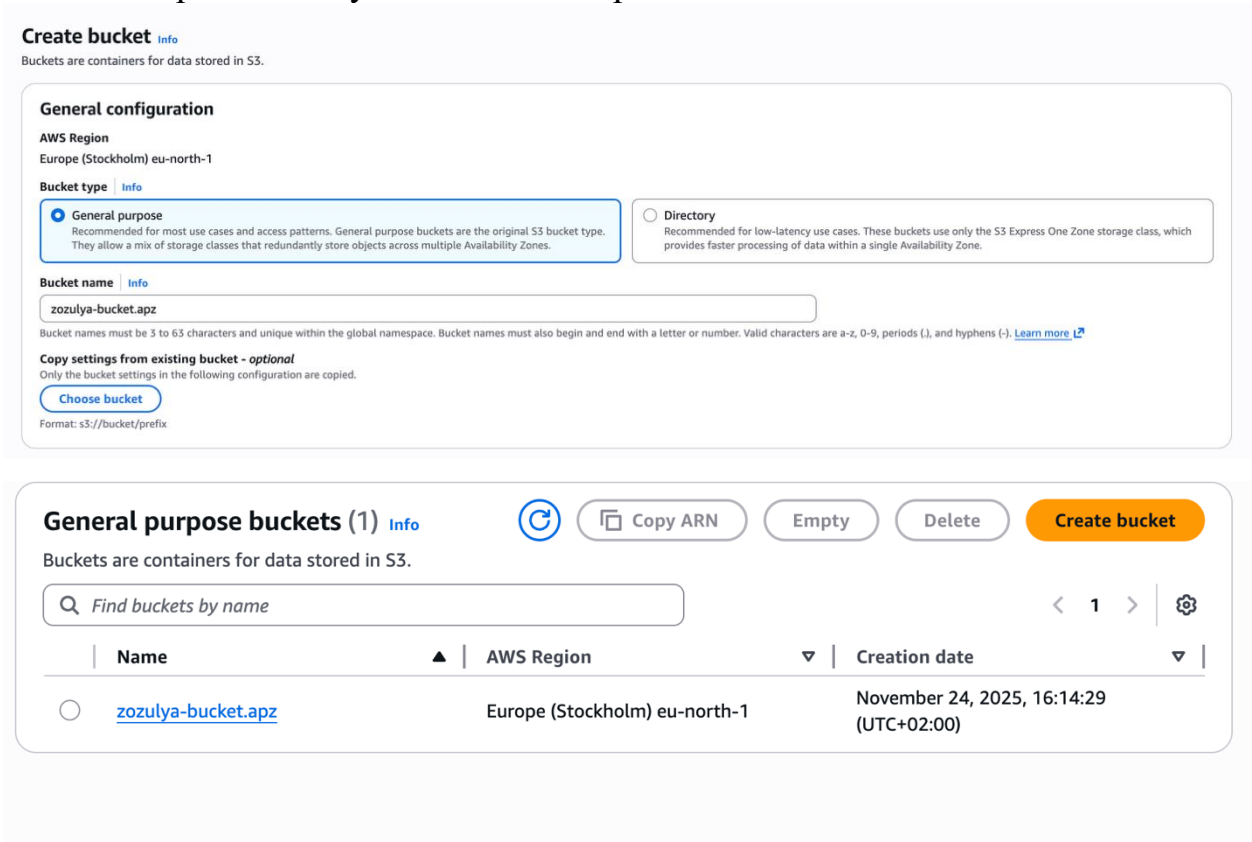 Create bucket Info
Buckets are containers for data stored in S3.
General configuration
AWS Region
Europe (Stockholm) eu-north-1
Bucket type Info
General purpose
Recommended for most use cases and access patterns. General purpose buckets are the original S3 bucket type.
They allow a mix of storage classes that redundantly store objects across multiple Availability Zones.
Directory
Recommended for low-latency use cases. These buckets use only the S3 Express One Zone storage class, which
provides faster processing of data within a single Availability Zone.
Bucket name Info
zozulya-bucket.apz
Bucket names must be 3 to 63 characters and unique within the global namespace. Bucket names must also begin and end with a letter or number. Valid characters are a-z, 0-9, periods (.), and hyphens (-). Learn more
Copy settings from existing bucket - optional
Only the bucket settings in the following configuration are copied.
Choose bucket
Format: s3://bucket/prefix
General purpose buckets (1) Info
Copy ARN
Empty
Delete
Create bucket
Buckets are containers for data stored in S3.
Find buckets by name
1
Name
AWS Region
Creation date
zozulya-bucket.apz
Europe (Stockholm) eu-north-1
November 24, 2025, 16:14:29
(UTC+02:00)